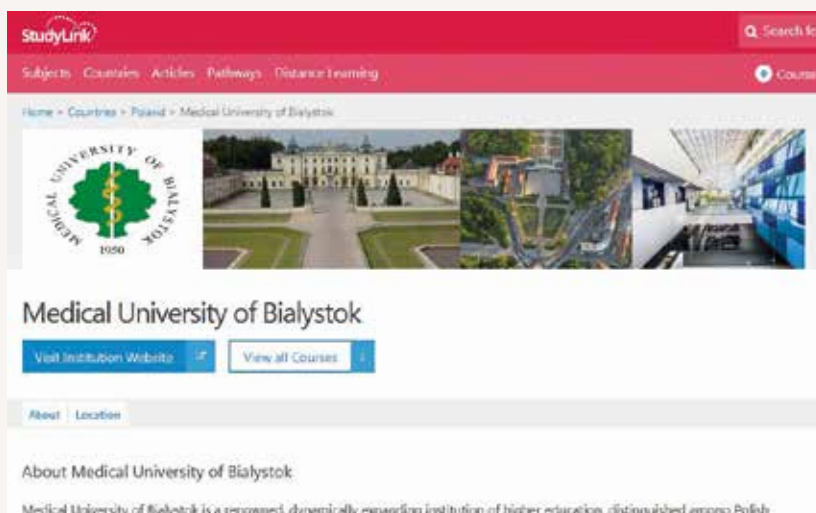 StudyLink
Search fo
Subjects Countries Articles Pathways Distance Learning
Course
Home > Countries > Poland > Medical University of Bialystok
MEDICAL UNIVERSITY OF BIALYSTOK
1950
Medical University of Bialystok
Visit Institution Website
View all Courses
About Location
About Medical University of Bialystok
Medical University of Bialystok is a renowned, dynamically expanding institution of higher education, distinguished among Polish